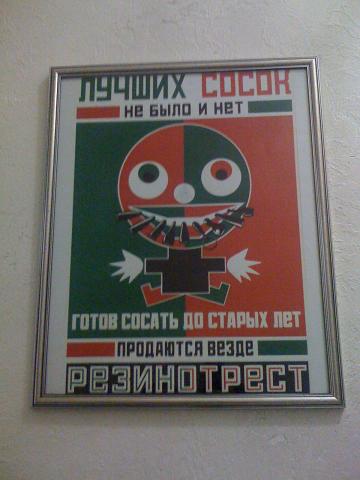 ЛУЧШИХ СОСОК
НЕ БЫЛО И НЕТ
ГОТОВ СОСАТЬ ДО СТАРЫХ ЛЕТ
ПРОДАЮТСЯ ВЕЗДЕ
РЕЗИНОТРЕСТ